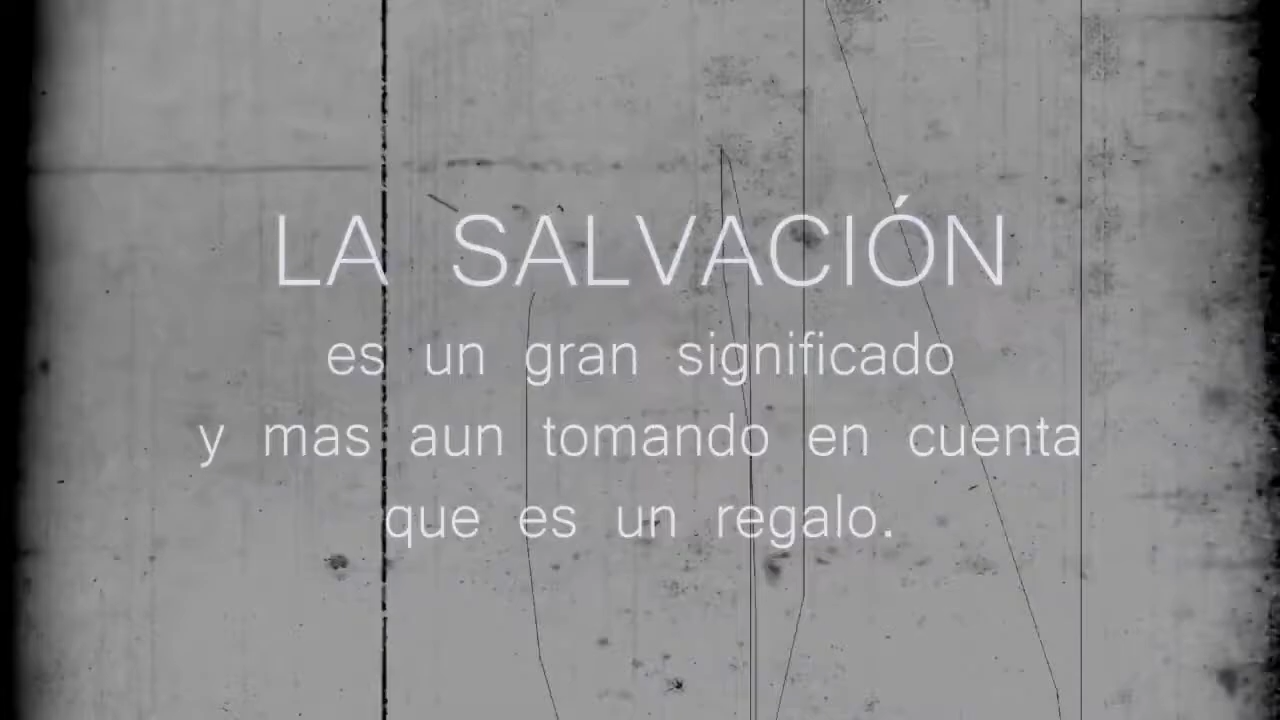 LA SALVACIÓN
es un gran significado
y mas aun tomando en cuenta
que es un regalo.